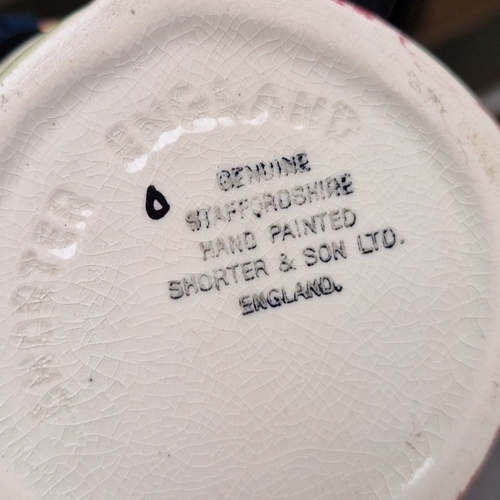 ENGLAND
GENUINE
STAFFORDSHIRE
HAND PAINTED
SHORTER & SON LTD.
ENGLAND.